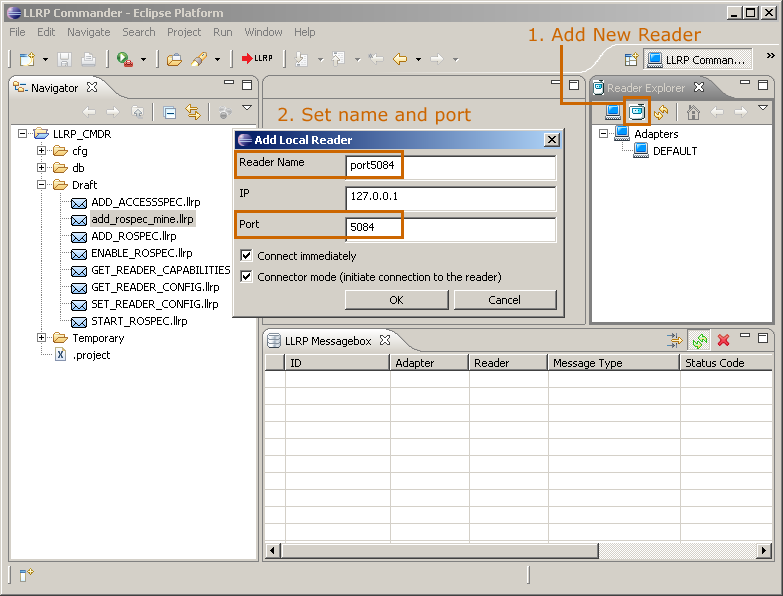 LLRP Commander - Eclipse Platform
File Edit Navigate Search Project Run Window Help
1. Add New Reader
LLRP
LLRP Comman...
Navigator
Reader Explorer
2. Set name and port
LLRP_CMDR
cfg
db
Draft
ADD_ACCESSSPEC.llrp
add_rospec_mine.llrp
ADD_ROSPEC.llrp
ENABLE_ROSPEC.llrp
GET_READER_CAPABILITIES
GET_READER_CONFIG.llrp
SET_READER_CONFIG.llrp
START_ROSPEC.llrp
Temporary
.project
Add Local Reader
Reader Name port5084
IP 127.0.0.1
Port 5084
Connect immediately
Connector mode (initiate connection to the reader)
OK Cancel
Adapters
DEFAULT
LLRP Messagebox
ID Adapter Reader Message Type Status Code